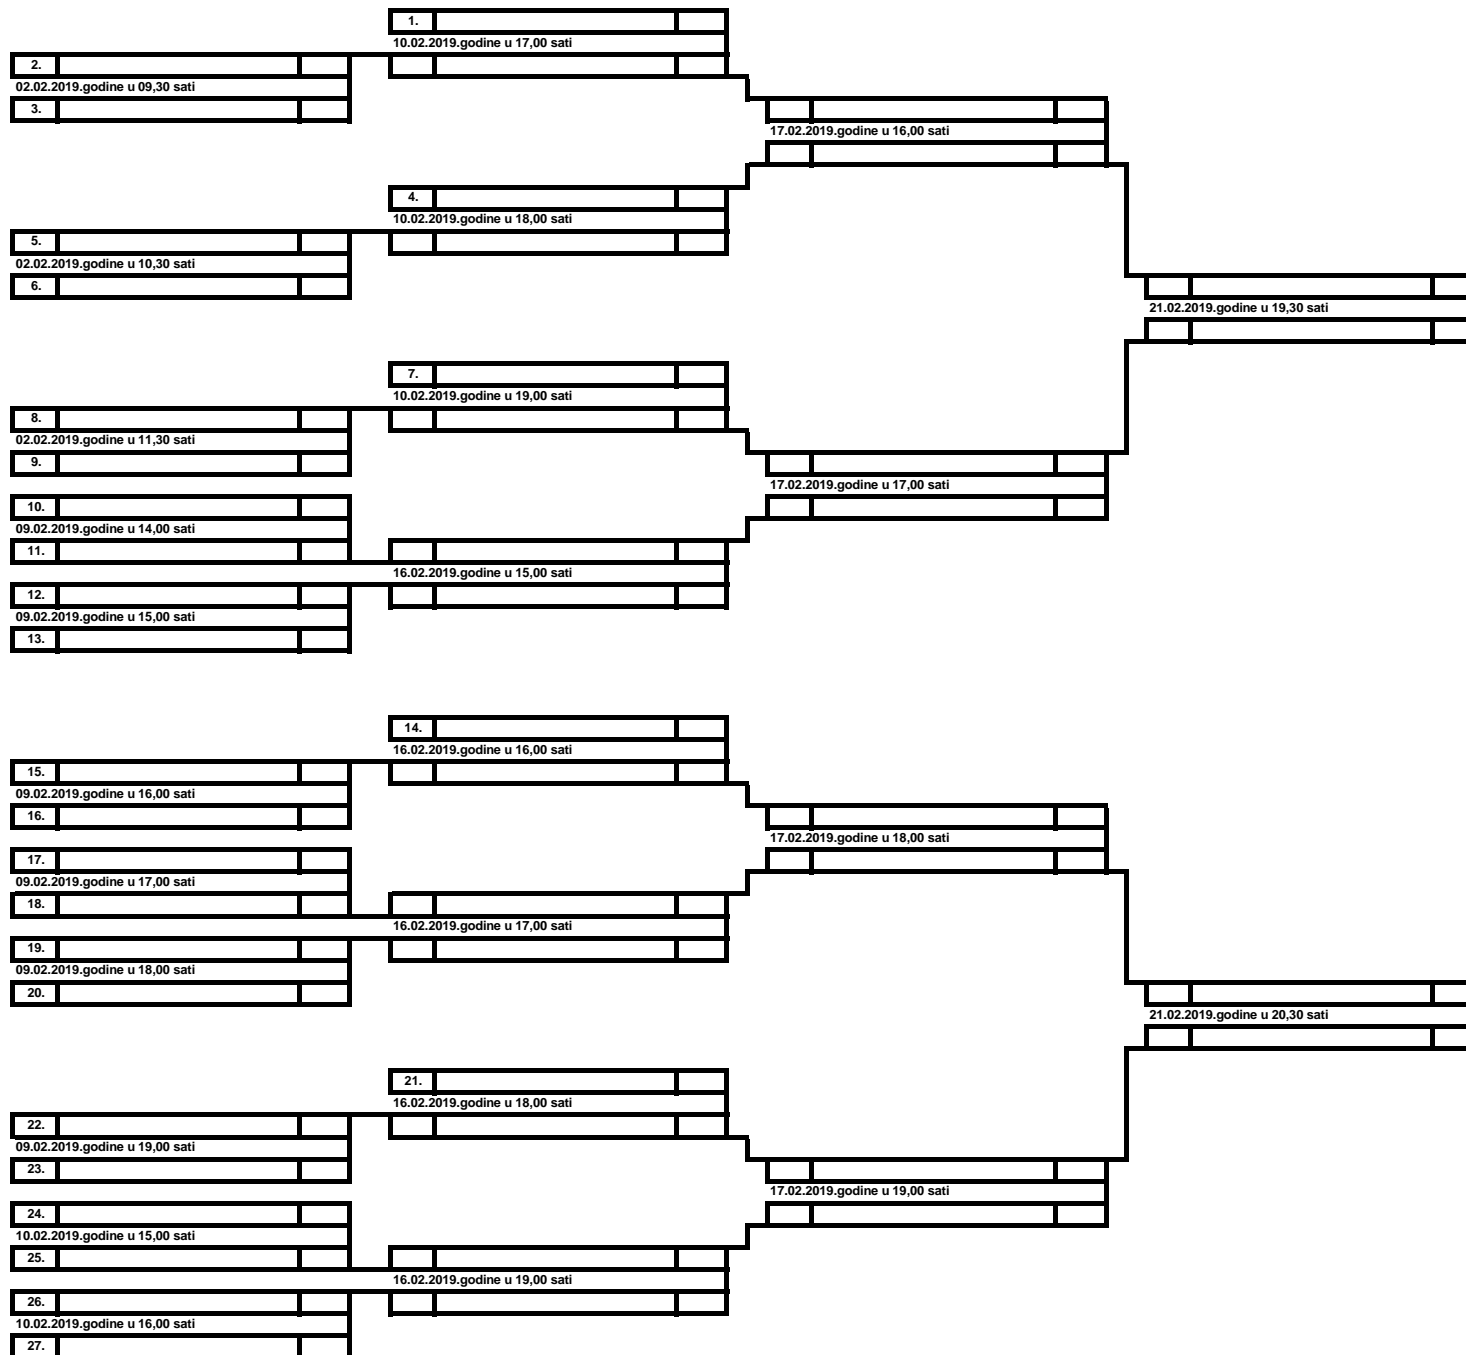 1.
10.02.2019.godine u 17,00 sati
2.
02.02.2019.godine u 09,30 sati
3.
17.02.2019.godine u 16,00 sati
4.
10.02.2019.godine u 18,00 sati
5.
02.02.2019.godine u 10,30 sati
6.
21.02.2019.godine u 19,30 sati
7.
10.02.2019.godine u 19,00 sati
8.
02.02.2019.godine u 11,30 sati
9.
17.02.2019.godine u 17,00 sati
10.
09.02.2019.godine u 14,00 sati
11.
16.02.2019.godine u 15,00 sati
12.
09.02.2019.godine u 15,00 sati
13.
14.
16.02.2019.godine u 16,00 sati
15.
09.02.2019.godine u 16,00 sati
16.
17.02.2019.godine u 18,00 sati
17.
09.02.2019.godine u 17,00 sati
18.
16.02.2019.godine u 17,00 sati
19.
09.02.2019.godine u 18,00 sati
20.
21.02.2019.godine u 20,30 sati
21.
16.02.2019.godine u 18,00 sati
22.
09.02.2019.godine u 19,00 sati
23.
17.02.2019.godine u 19,00 sati
24.
10.02.2019.godine u 15,00 sati
25.
16.02.2019.godine u 19,00 sati
26.
10.02.2019.godine u 16,00 sati
27.